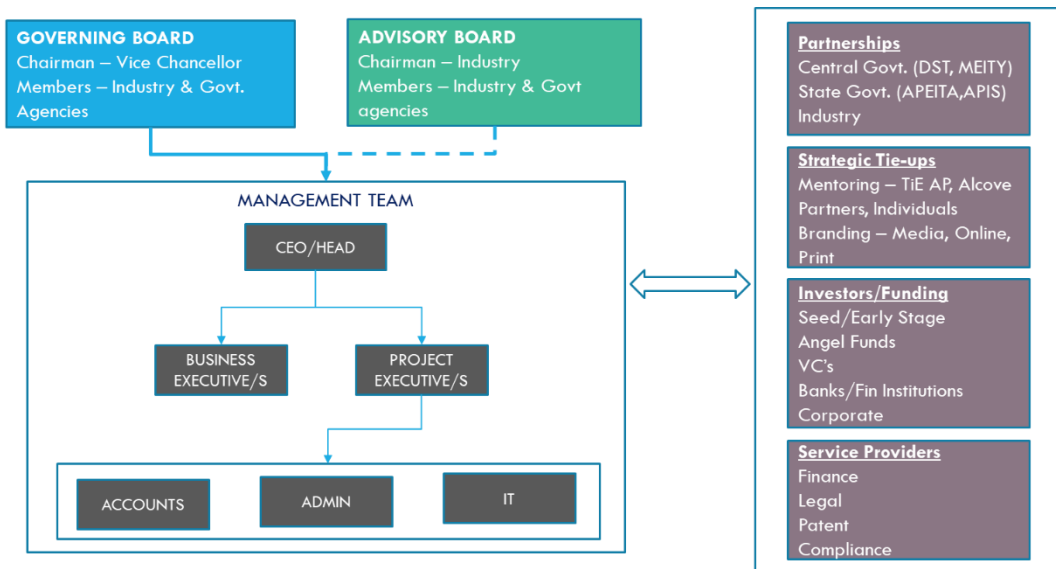 GOVERNING BOARD
Chairman – Vice Chancellor
Members – Industry & Govt.
Agencies
ADVISORY BOARD
Chairman – Industry
Members – Industry & Govt
agencies
MANAGEMENT TEAM
CEO/HEAD
BUSINESS
EXECUTIVE/S
PROJECT
EXECUTIVE/S
ACCOUNTS
ADMIN
IT
Partnerships
Central Govt. (DST, MEITY)
State Govt. (APEITA,APIS)
Industry
Strategic Tie-ups
Mentoring – TiE AP, Alcove
Partners, Individuals
Branding – Media, Online,
Print
Investors/Funding
Seed/Early Stage
Angel Funds
VC's
Banks/Fin Institutions
Corporate
Service Providers
Finance
Legal
Patent
Compliance